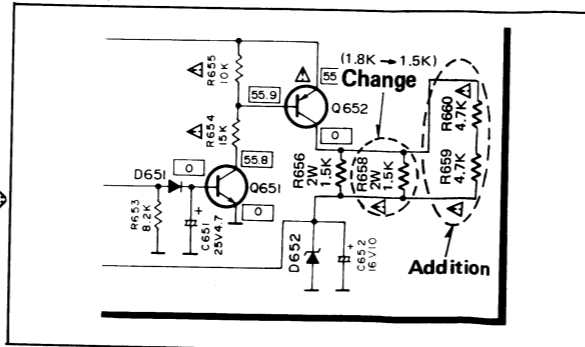 (1.8K → 1.5K)
Change
R655
10K
55.9
55
Q652
0
R654
15K
55.8
D651
0
Q651
0
R653
8.2K
C651
25V4.7
+
R656
2W
1.5K
R658
2W
1.5K
R660
4.7K
R659
4.7K
D652
C652
16V10
+
Addition